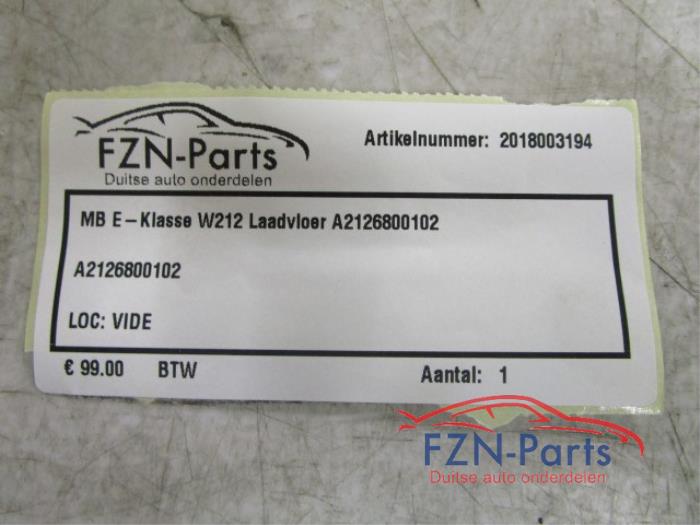 FZN-Parts
Duitse auto onderdelen
Artikelnummer: 2018003194
MB E-Klasse W212 Laadvloer A2126800102
A2126800102
LOC: VIDE
€ 99.00 BTW Aantal: 1
FZN-Parts
Duitse auto onderdelen